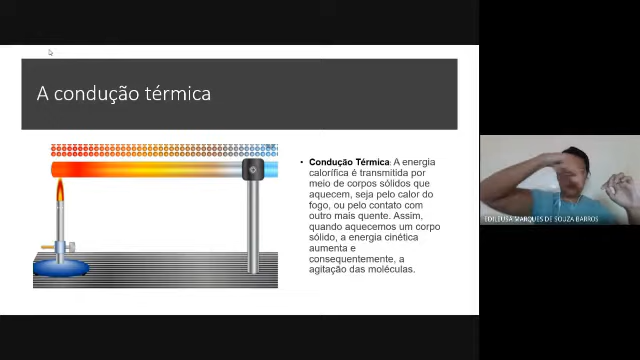 A condução térmica
• Condução Térmica: A energia
calorífica é transmitida por
meio de corpos sólidos que
aquecem, seja pelo calor do
fogo, ou pelo contato com
outro mais quente. Assim,
quando aquecemos um corpo
sólido, a energia cinética
aumenta e
consequentemente, a
agitação das moléculas.
EDILEUSA MARQUES DE SOUZA BARROS